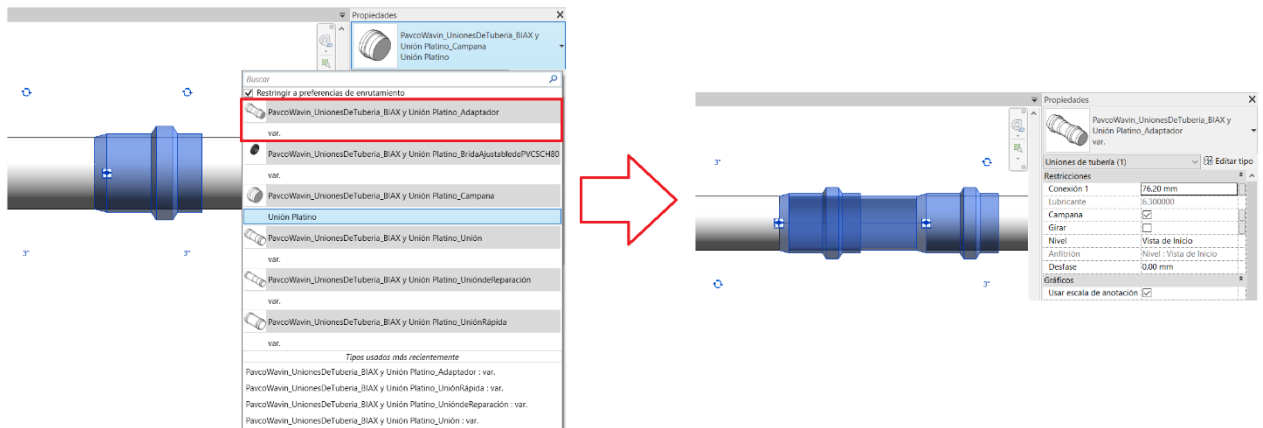 Propiedades
PavcoWavin_UnionesDeTuberia_BIAX y
Unión Platino_Campana
Unión Platino
Buscar
Restringir a preferencias de enrutamiento
PavcoWavin_UnionesDeTuberia_BIAX y Unión Platino_Adaptador
var.
PavcoWavin_UnionesDeTuberia_BIAX y Unión Platino_BridaAjustabledePVCSCH80
var.
PavcoWavin_UnionesDeTuberia_BIAX y Unión Platino_Campana
Unión Platino
PavcoWavin_UnionesDeTuberia_BIAX y Unión Platino_Unión
var.
PavcoWavin_UnionesDeTuberia_BIAX y Unión Platino_UnióndeReparación
var.
PavcoWavin_UnionesDeTuberia_BIAX y Unión Platino_UniónRápida
var.
Tipos usados más recientemente
PavcoWavin_UnionesDeTuberia_BIAX y Unión Platino_Adaptador : var.
PavcoWavin_UnionesDeTuberia_BIAX y Unión Platino_UniónRápida : var.
PavcoWavin_UnionesDeTuberia_BIAX y Unión Platino_UnióndeReparación : var.
PavcoWavin_UnionesDeTuberia_BIAX y Unión Platino_Unión : var.
3"
3"
Propiedades
PavcoWavin_UnionesDeTuberia_BIAX y
Unión Platino_Adaptador
var.
Uniones de tubería (1)
Editar tipo
Restricciones
Conexión 1 76.20 mm
Lubricante 6,300000
Campana
Girar
Nivel Vista de Inicio
Anfitrión Nivel : Vista de Inicio
Desfase 0.00 mm
Gráficos
Usar escala de anotación
3"
3"